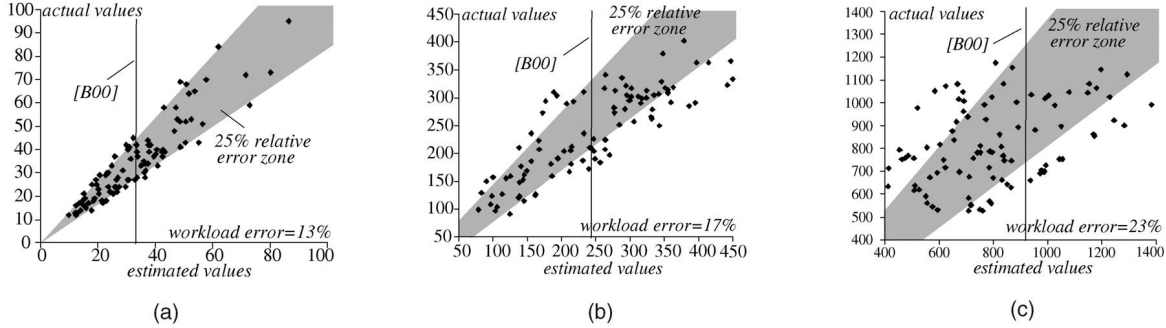 actual values
100
90
80
70
60
50
40
30
20
10
0
[B00]
25% relative
error zone
workload error=13%
0 20 40 60 80 100
estimated values
(a)
actual values
450
400
350
300
250
200
150
100
50
25% relative
error zone
[B00]
workload error=17%
50 100 150 200 250 300 350 400 450
estimated values
(b)
actual values
1400
1300
1200
1100
1000
900
800
700
600
500
400
25% relative
error zone
[B00]
workload error=23%
400 600 800 1000 1200 1400
estimated values
(c)